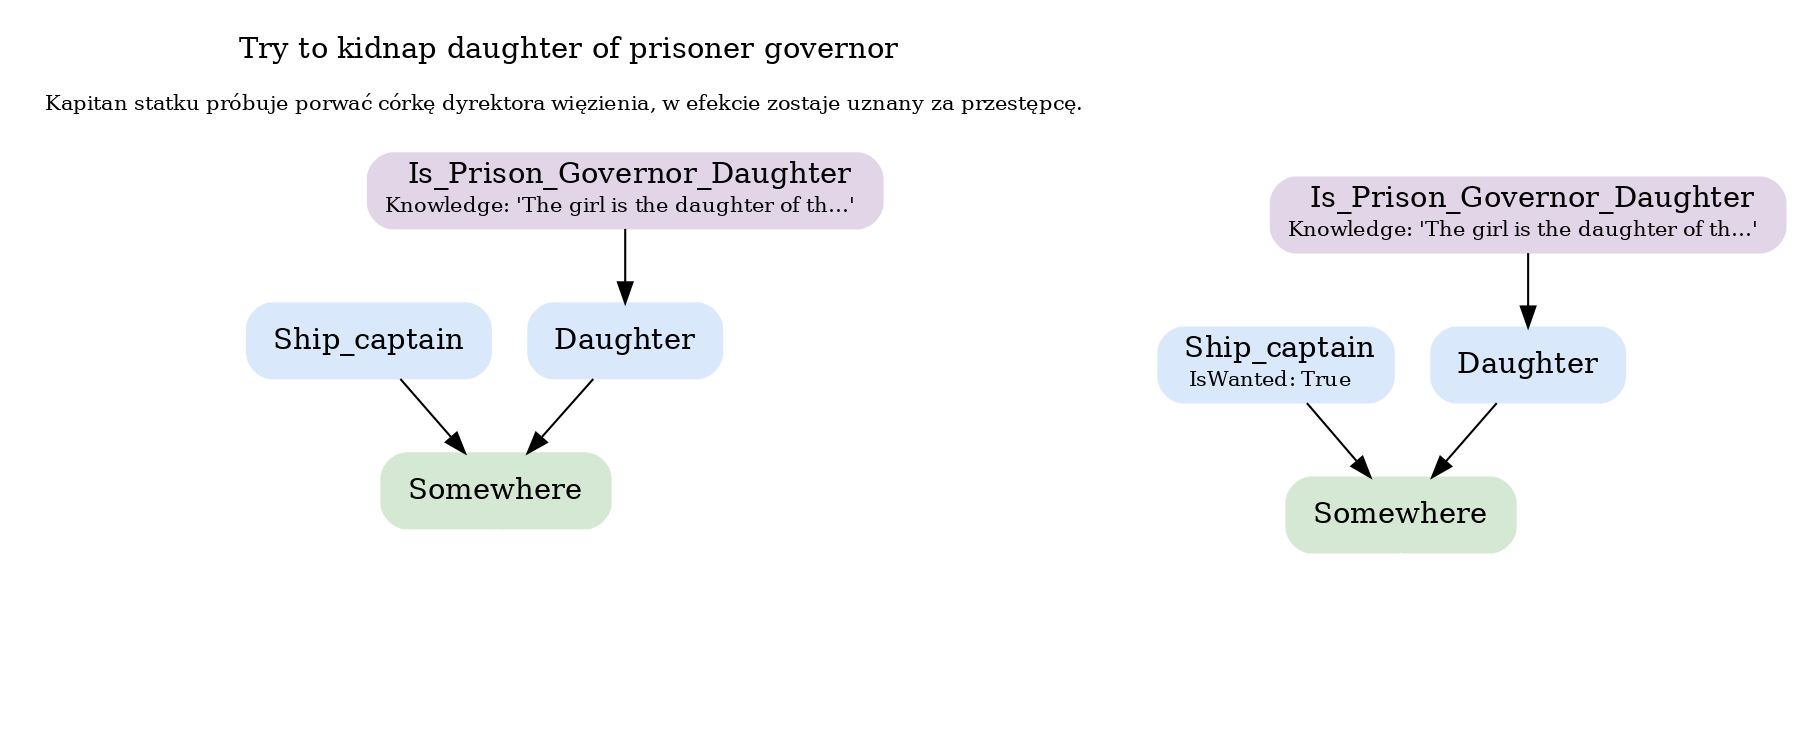 Try to kidnap daughter of prisoner governor
Kapitan statku próbuje porwać córkę dyrektora więzienia, w efekcie zostaje uznany za przestępcę.
Is_Prison_Governor_Daughter
Knowledge: 'The girl is the daughter of th...'
Ship_captain
Daughter
Somewhere
Is_Prison_Governor_Daughter
Knowledge: 'The girl is the daughter of th...'
Ship_captain
IsWanted: True
Daughter
Somewhere